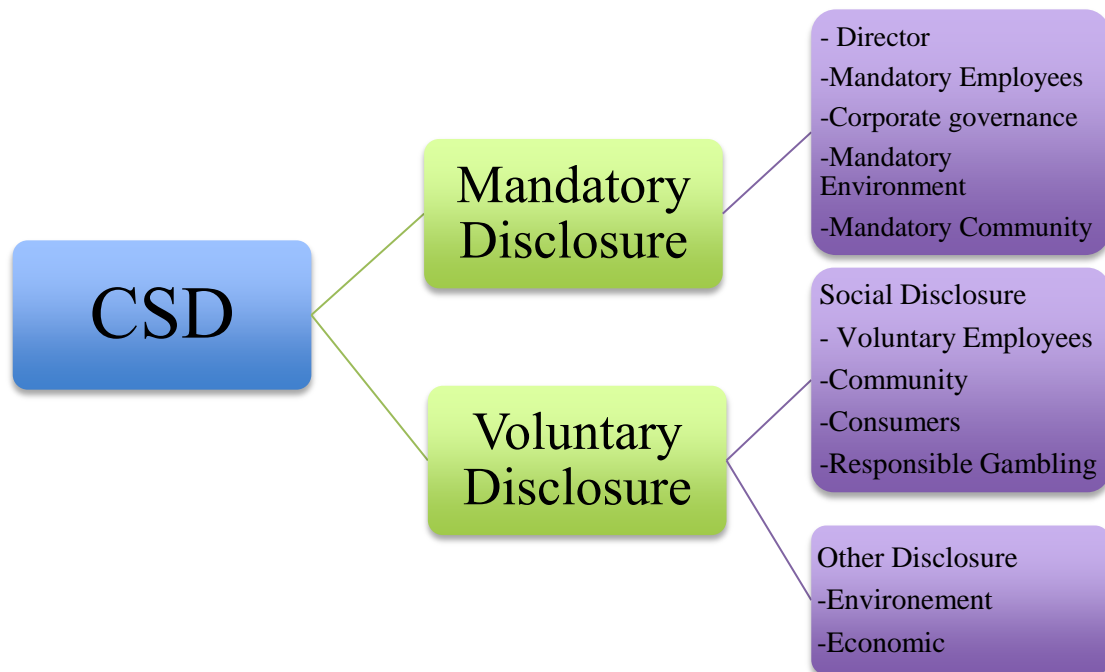 CSD
Mandatory
Disclosure
Voluntary
Disclosure
- Director
-Mandatory Employees
-Corporate governance
-Mandatory
Environment
-Mandatory Community
Social Disclosure
- Voluntary Employees
-Community
-Consumers
-Responsible Gambling
Other Disclosure
-Environement
-Economic